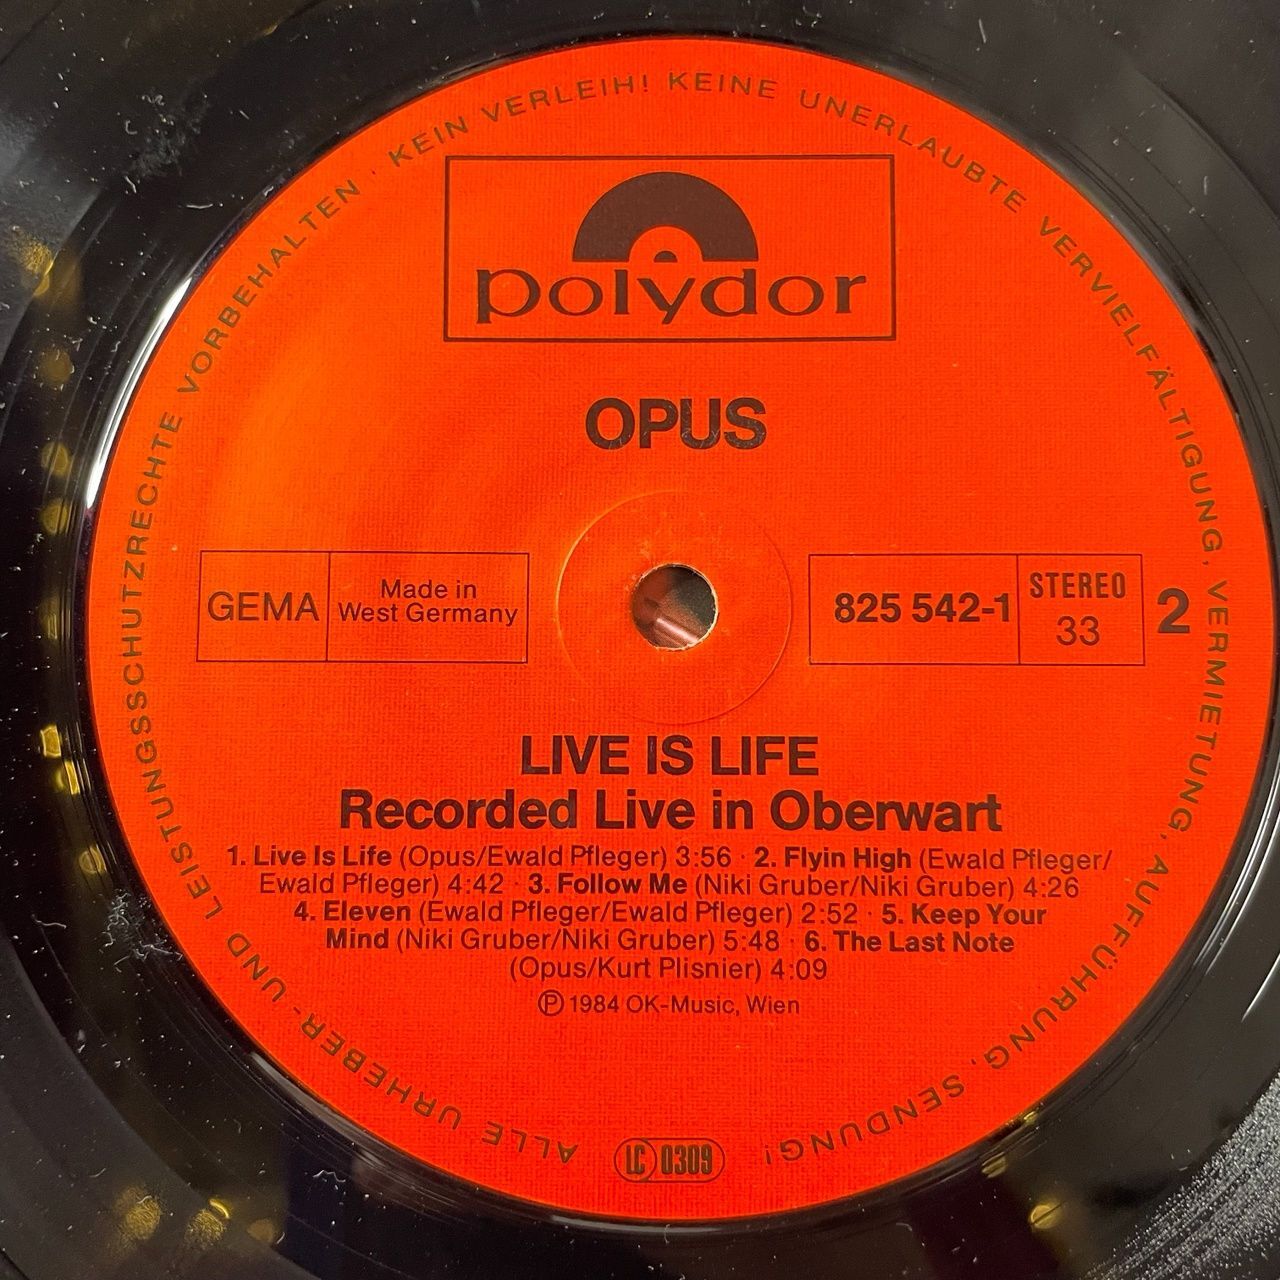 ALLE URHEBER- UND LEISTUNGSSCHUTZRECHTE VORBEHALTEN · KEIN VERLEIH! KEINE UNERLAUBTE VERVIELFÄLTIGUNG, VERMIETUNG, AUFFÜHRUNG, SENDUNG!
polydor
OPUS
GEMA
Made in
West Germany
825 542-1
STEREO
33
2
LIVE IS LIFE
Recorded Live in Oberwart
1. Live Is Life (Opus/Ewald Pfleger) 3:56 · 2. Flyin High (Ewald Pfleger/
Ewald Pfleger) 4:42 · 3. Follow Me (Niki Gruber/Niki Gruber) 4:26
4. Eleven (Ewald Pfleger/Ewald Pfleger) 2:52 · 5. Keep Your
Mind (Niki Gruber/Niki Gruber) 5:48 · 6. The Last Note
(Opus/Kurt Plisnier) 4:09
℗ 1984 OK-Music, Wien
LC 0309